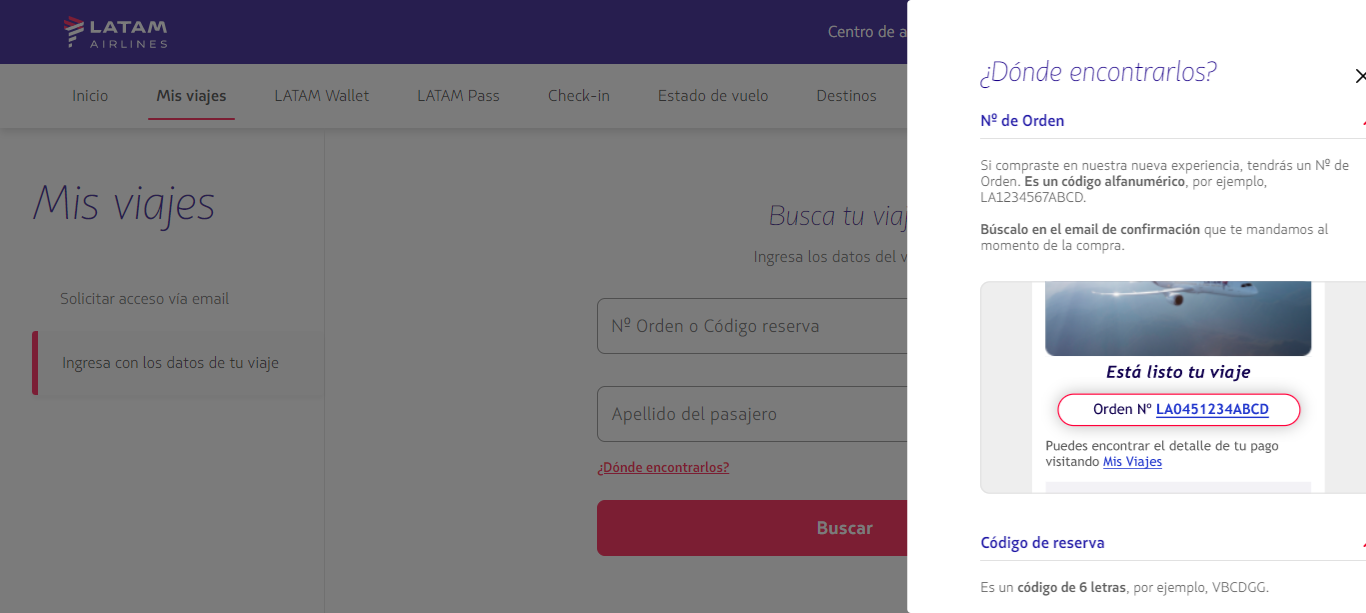 LATAM
AIRLINES
Centro de a
Inicio
Mis viajes
LATAM Wallet
LATAM Pass
Check-in
Estado de vuelo
Destinos
Mis viajes
Solicitar acceso vía email
Ingresa con los datos de tu viaje
Busca tu viaj
Ingresa los datos del v
Nº Orden o Código reserva
Apellido del pasajero
¿Dónde encontrarlos?
Buscar
¿Dónde encontrarlos?
Nº de Orden
Si compraste en nuestra nueva experiencia, tendrás un Nº de
Orden. Es un código alfanumérico, por ejemplo,
LA1234567ABCD.
Búscalo en el email de confirmación que te mandamos al
momento de la compra.
Está listo tu viaje
Orden Nº LA0451234ABCD
Puedes encontrar el detalle de tu pago
visitando Mis Viajes
Código de reserva
Es un código de 6 letras, por ejemplo, VBCDGG.